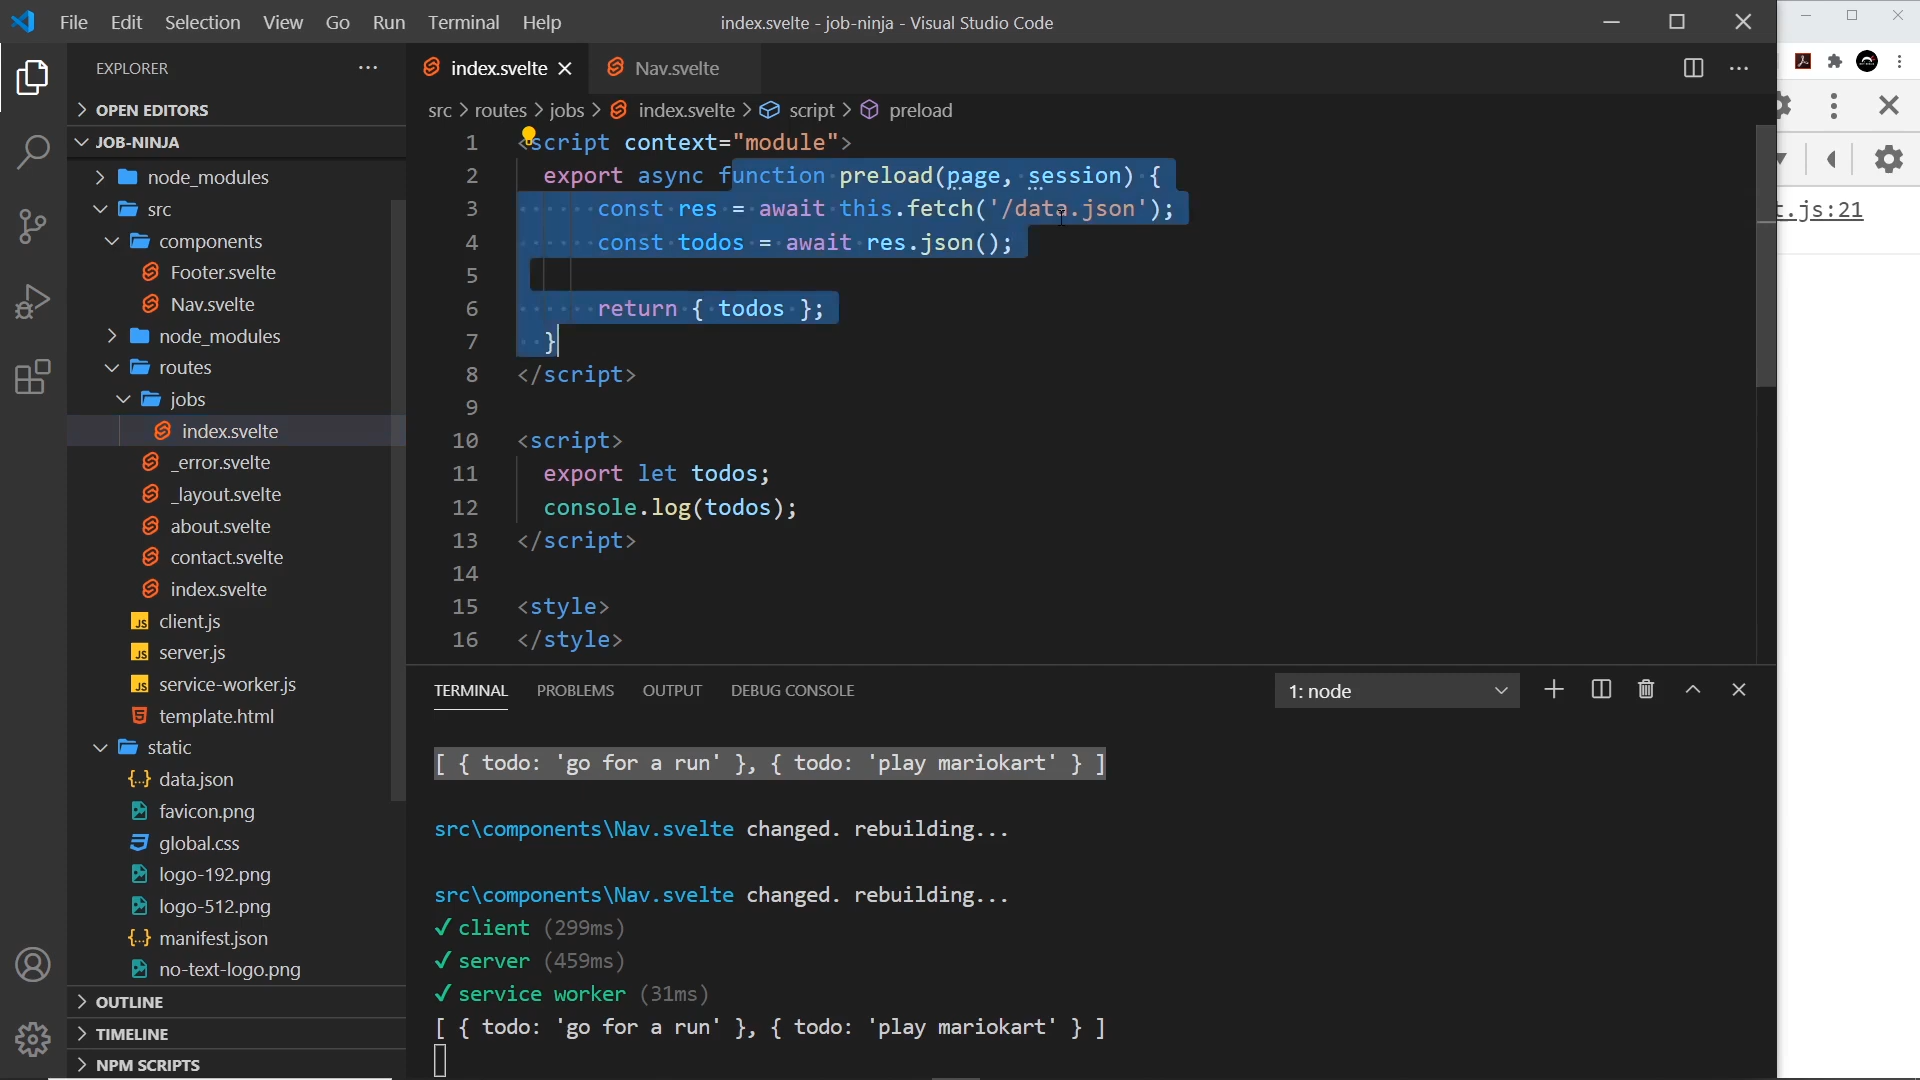 File Edit Selection View Go Run Terminal Help
index.svelte - job-ninja - Visual Studio Code
EXPLORER
OPEN EDITORS
JOB-NINJA
node_modules
src
components
Footer.svelte
Nav.svelte
node_modules
routes
jobs
index.svelte
_error.svelte
_layout.svelte
about.svelte
contact.svelte
index.svelte
JS client.js
JS server.js
JS service-worker.js
template.html
static
{..} data.json
favicon.png
global.css
logo-192.png
logo-512.png
{..} manifest.json
no-text-logo.png
OUTLINE
TIMELINE
NPM SCRIPTS
index.svelte
Nav.svelte
src > routes > jobs > index.svelte > script > preload
1 <script context="module">
2 export async function preload(page, session) {
3 const res = await this.fetch('/data.json');
4 const todos = await res.json();
5
6 return { todos };
7 }
8 </script>
9
10 <script>
11 export let todos;
12 console.log(todos);
13 </script>
14
15 <style>
16 </style>
TERMINAL PROBLEMS OUTPUT DEBUG CONSOLE
1: node
[ { todo: 'go for a run' }, { todo: 'play mariokart' } ]
src\components\Nav.svelte changed. rebuilding...
src\components\Nav.svelte changed. rebuilding...
✓ client (299ms)
✓ server (459ms)
✓ service worker (31ms)
[ { todo: 'go for a run' }, { todo: 'play mariokart' } ]
t.js:21